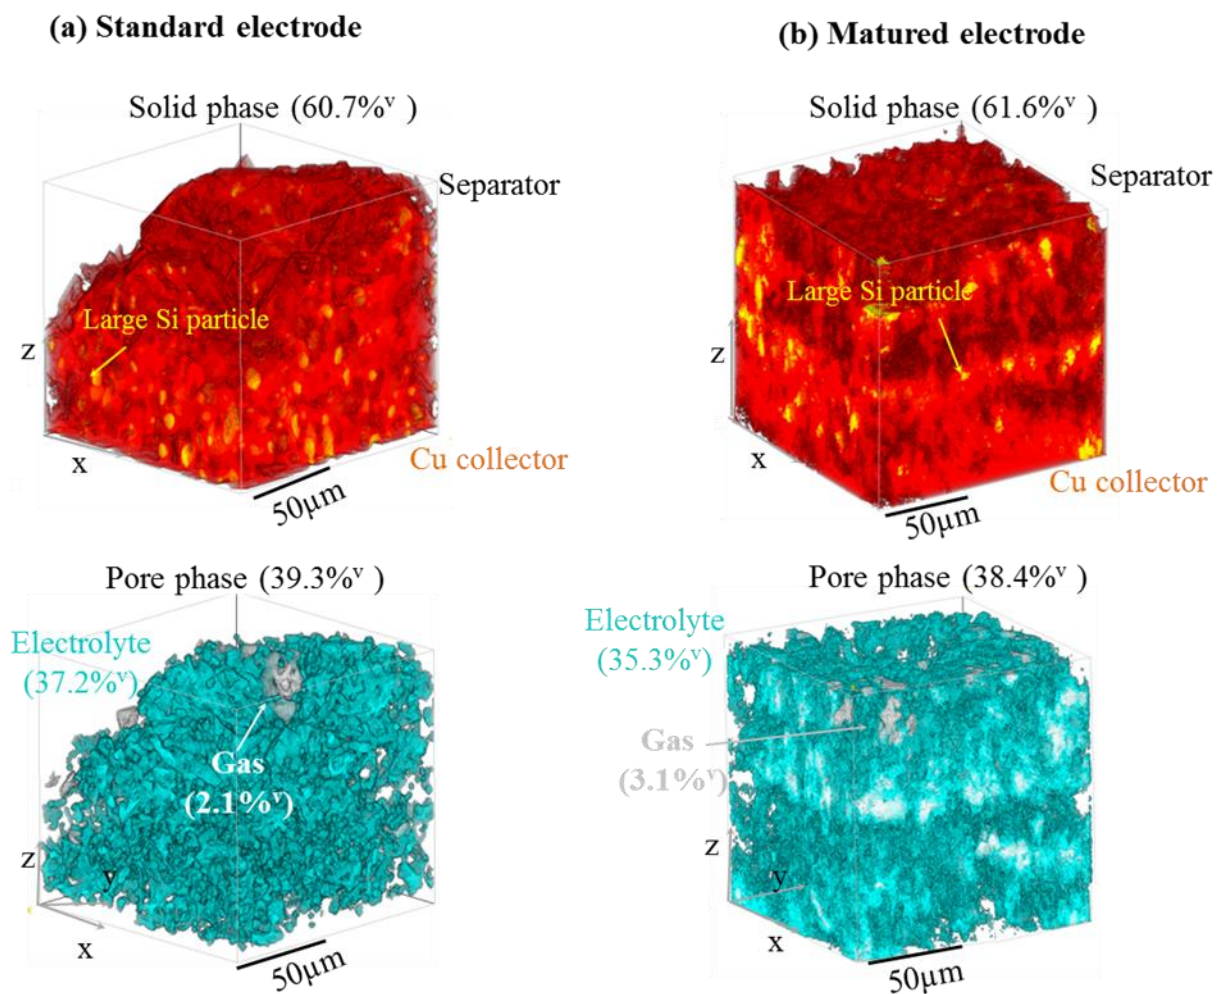 (a) Standard electrode
Solid phase (60.7%ᵛ )
Separator
Large Si particle
z
x
50µm
Cu collector
Pore phase (39.3%ᵛ )
Electrolyte
(37.2%ᵛ)
Gas
(2.1%ᵛ)
z
y
x
50µm
(b) Matured electrode
Solid phase (61.6%ᵛ )
Separator
Large Si particle
z
x
50µm
Cu collector
Pore phase (38.4%ᵛ )
Electrolyte
(35.3%ᵛ)
Gas
(3.1%ᵛ)
z
y
x
50µm